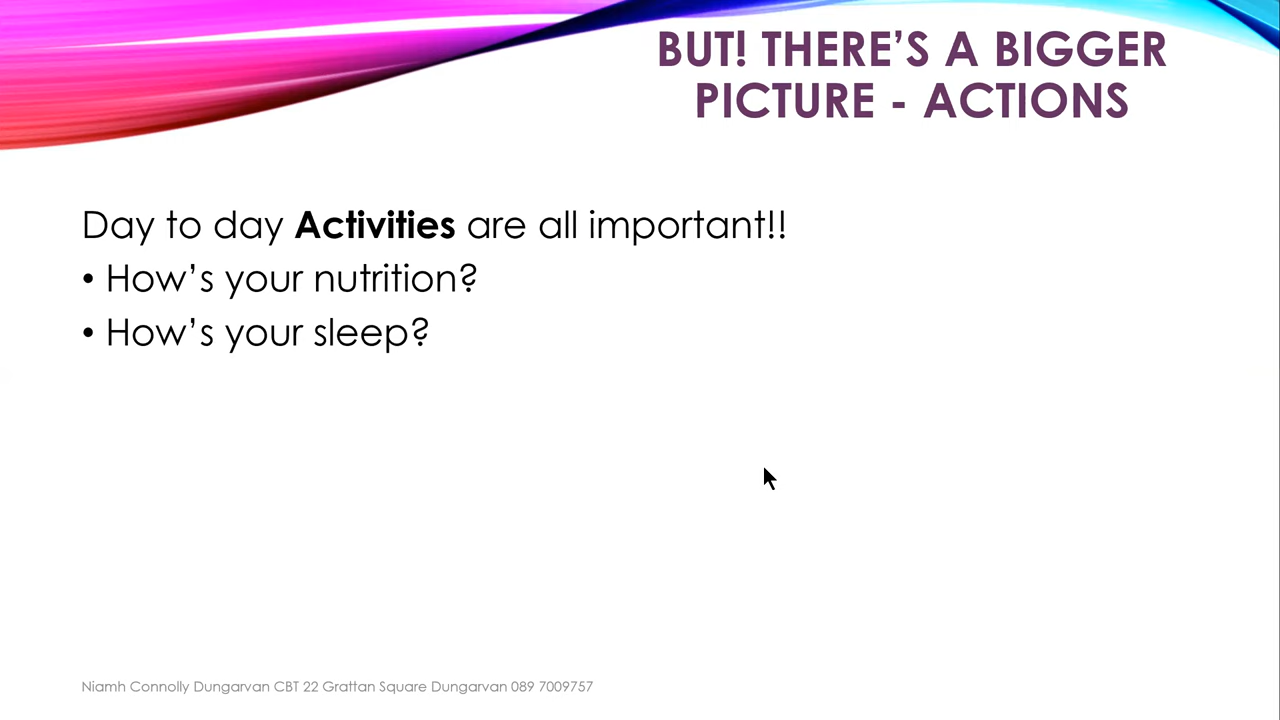 BUT! THERE’S A BIGGER
PICTURE - ACTIONS
Day to day Activities are all important!!
• How’s your nutrition?
• How’s your sleep?
Niamh Connolly Dungarvan CBT 22 Grattan Square Dungarvan 089 7009757